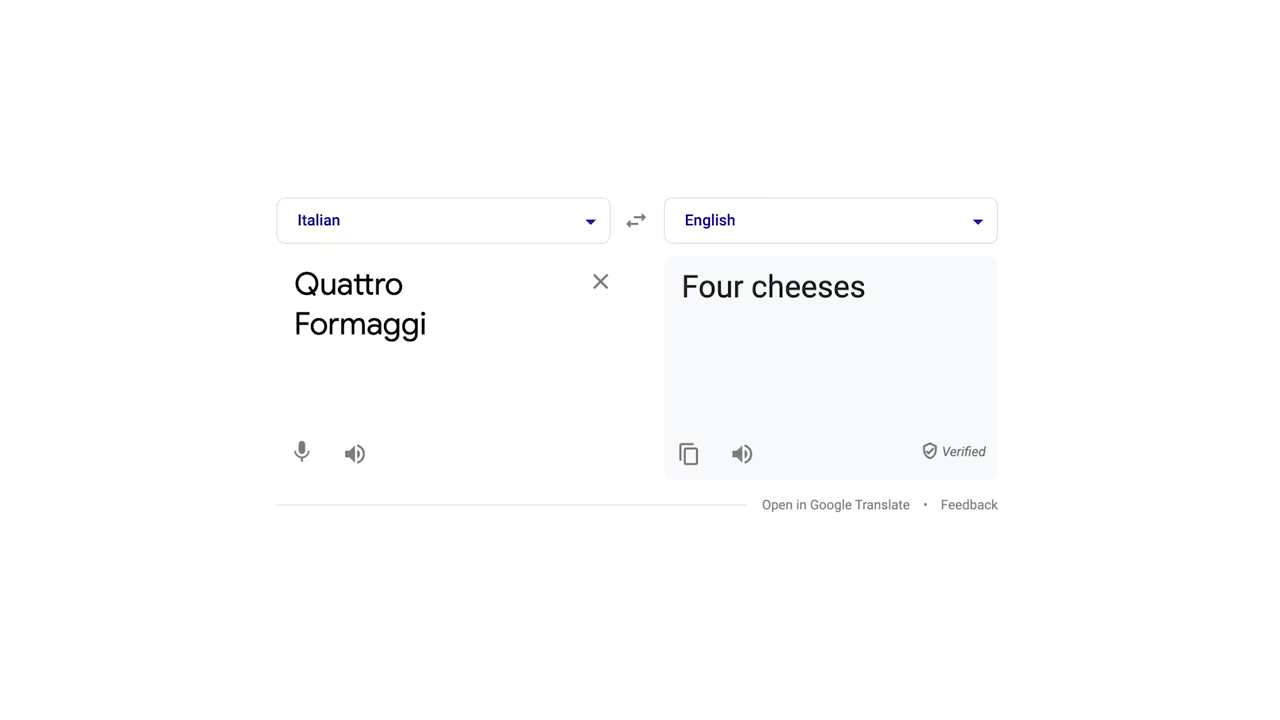 Italian
English
Quattro
Formaggi
Four cheeses
Verified
Open in Google Translate • Feedback